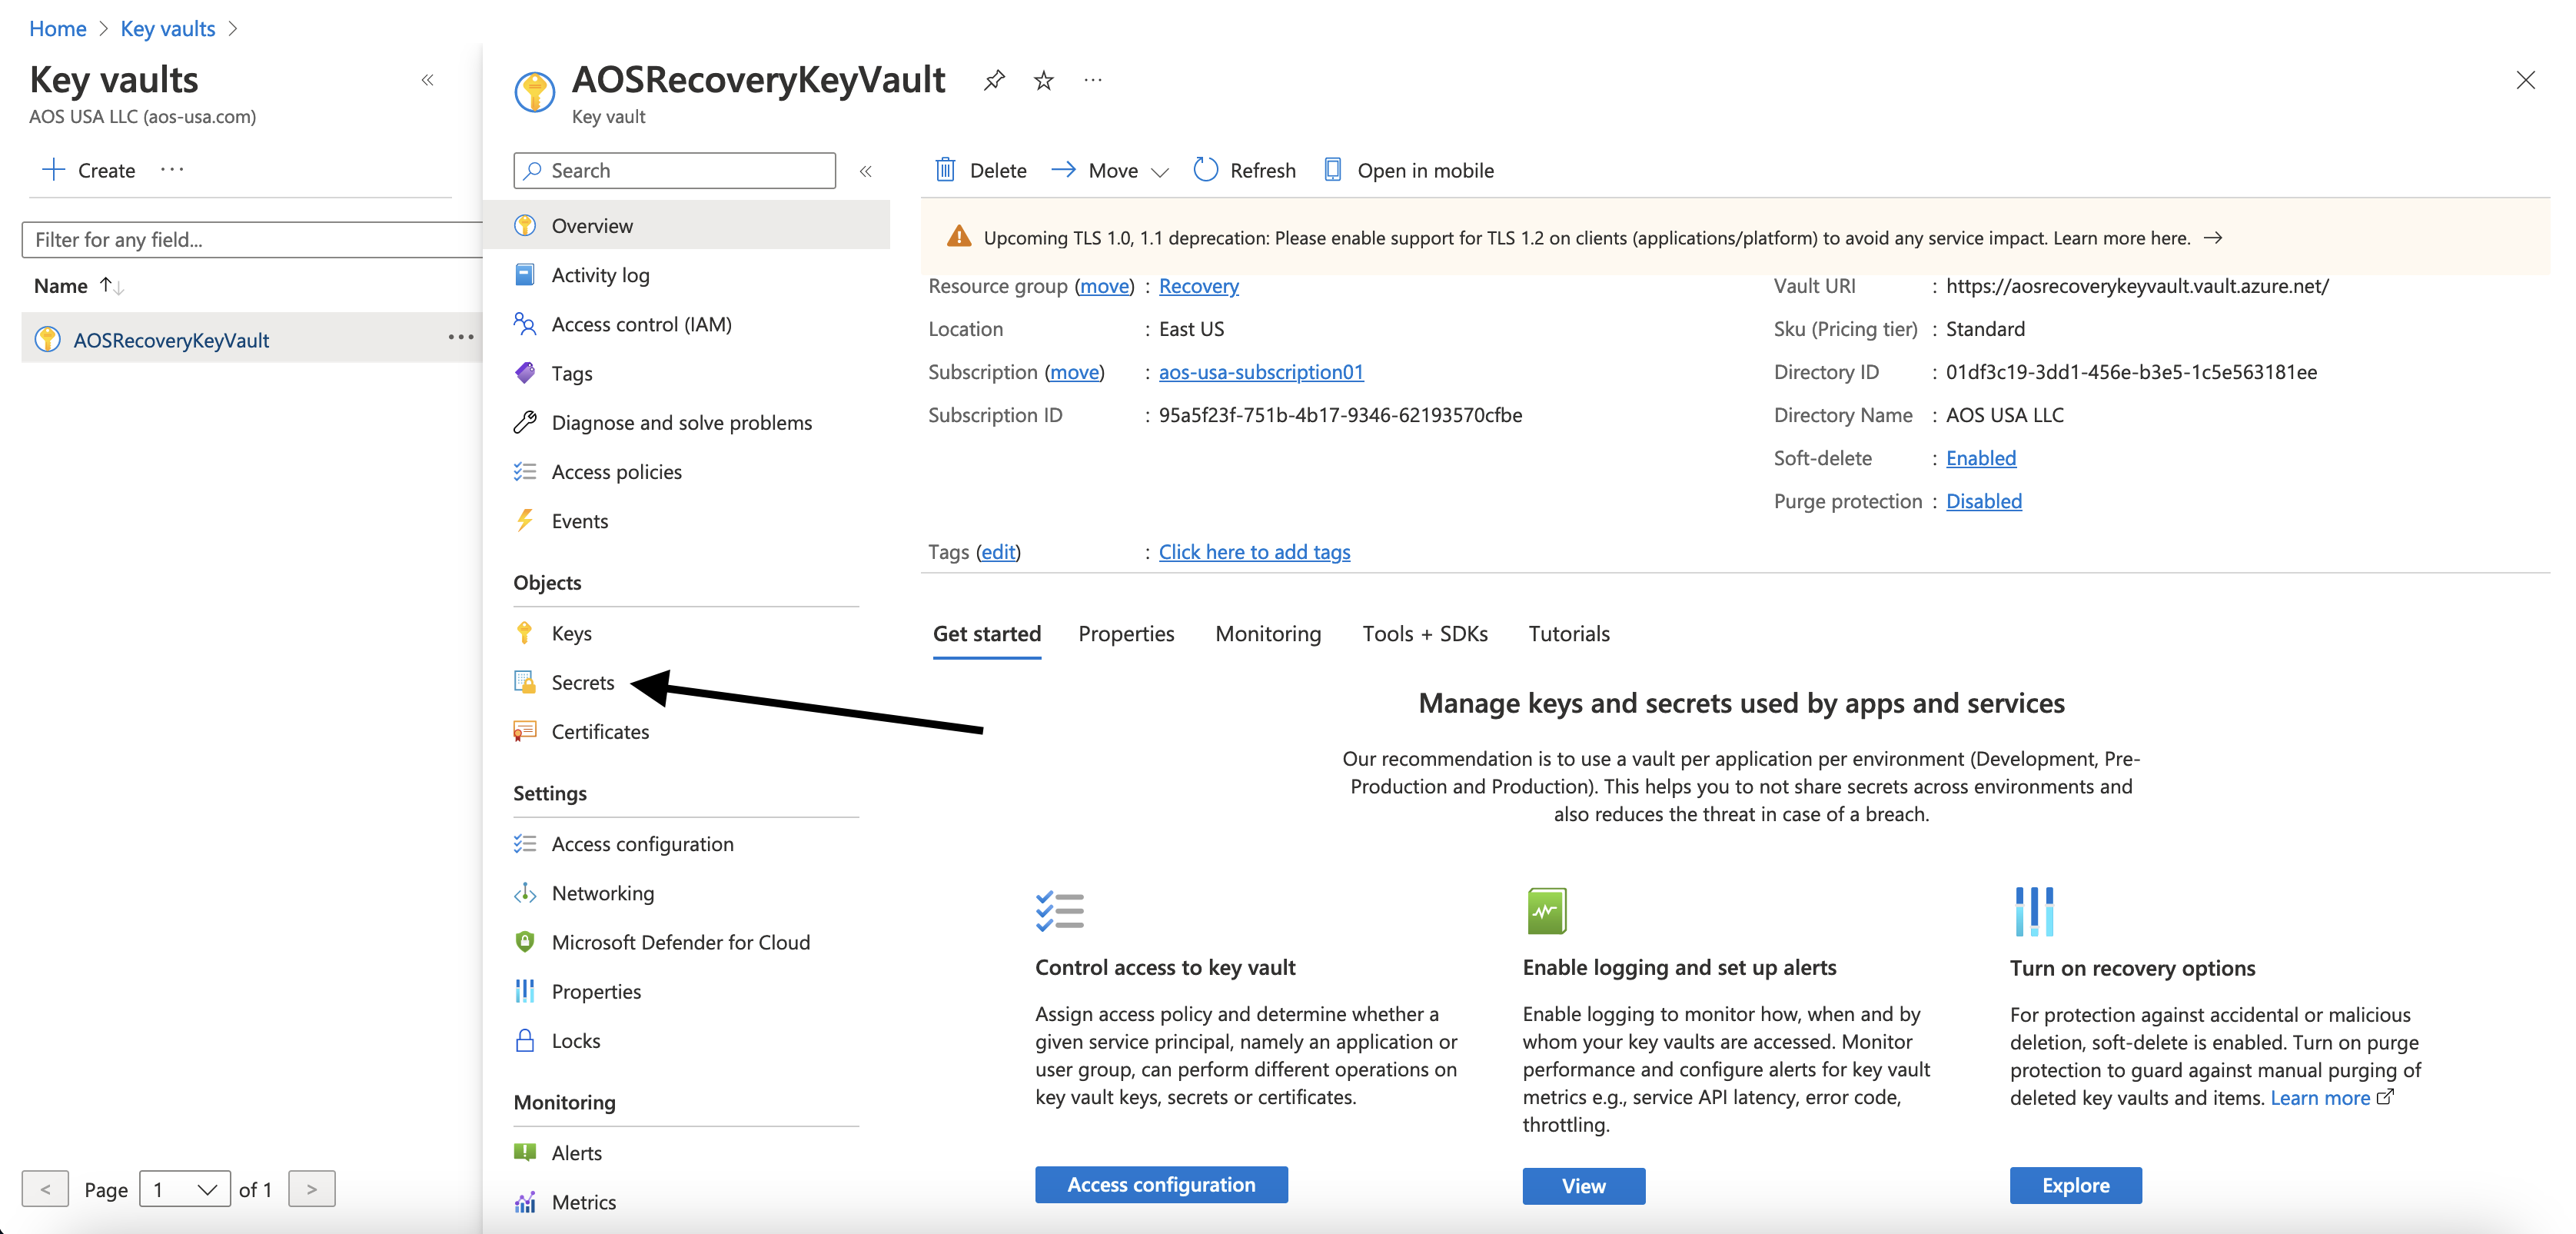 Home > Key vaults >
Key vaults «
AOS USA LLC (aos-usa.com)
+ Create ···
Filter for any field...
Name ↑↓
AOSRecoveryKeyVault ···
< Page 1 of 1 >
AOSRecoveryKeyVault ···
Key vault
Search «
Overview
Activity log
Access control (IAM)
Tags
Diagnose and solve problems
Access policies
Events
Objects
Keys
Secrets
Certificates
Settings
Access configuration
Networking
Microsoft Defender for Cloud
Properties
Locks
Monitoring
Alerts
Metrics
Delete → Move Refresh Open in mobile
Upcoming TLS 1.0, 1.1 deprecation: Please enable support for TLS 1.2 on clients (applications/platform) to avoid any service impact. Learn more here. →
Resource group (move) : Recovery
Location : East US
Subscription (move) : aos-usa-subscription01
Subscription ID : 95a5f23f-751b-4b17-9346-62193570cfbe
Vault URI : https://aosrecoverykeyvault.vault.azure.net/
Sku (Pricing tier) : Standard
Directory ID : 01df3c19-3dd1-456e-b3e5-1c5e563181ee
Directory Name : AOS USA LLC
Soft-delete : Enabled
Purge protection : Disabled
Tags (edit) : Click here to add tags
Get started Properties Monitoring Tools + SDKs Tutorials
Manage keys and secrets used by apps and services
Our recommendation is to use a vault per application per environment (Development, Pre-
Production and Production). This helps you to not share secrets across environments and
also reduces the threat in case of a breach.
Control access to key vault
Assign access policy and determine whether a
given service principal, namely an application or
user group, can perform different operations on
key vault keys, secrets or certificates.
Access configuration
Enable logging and set up alerts
Enable logging to monitor how, when and by
whom your key vaults are accessed. Monitor
performance and configure alerts for key vault
metrics e.g., service API latency, error code,
throttling.
View
Turn on recovery options
For protection against accidental or malicious
deletion, soft-delete is enabled. Turn on purge
protection to guard against manual purging of
deleted key vaults and items. Learn more
Explore